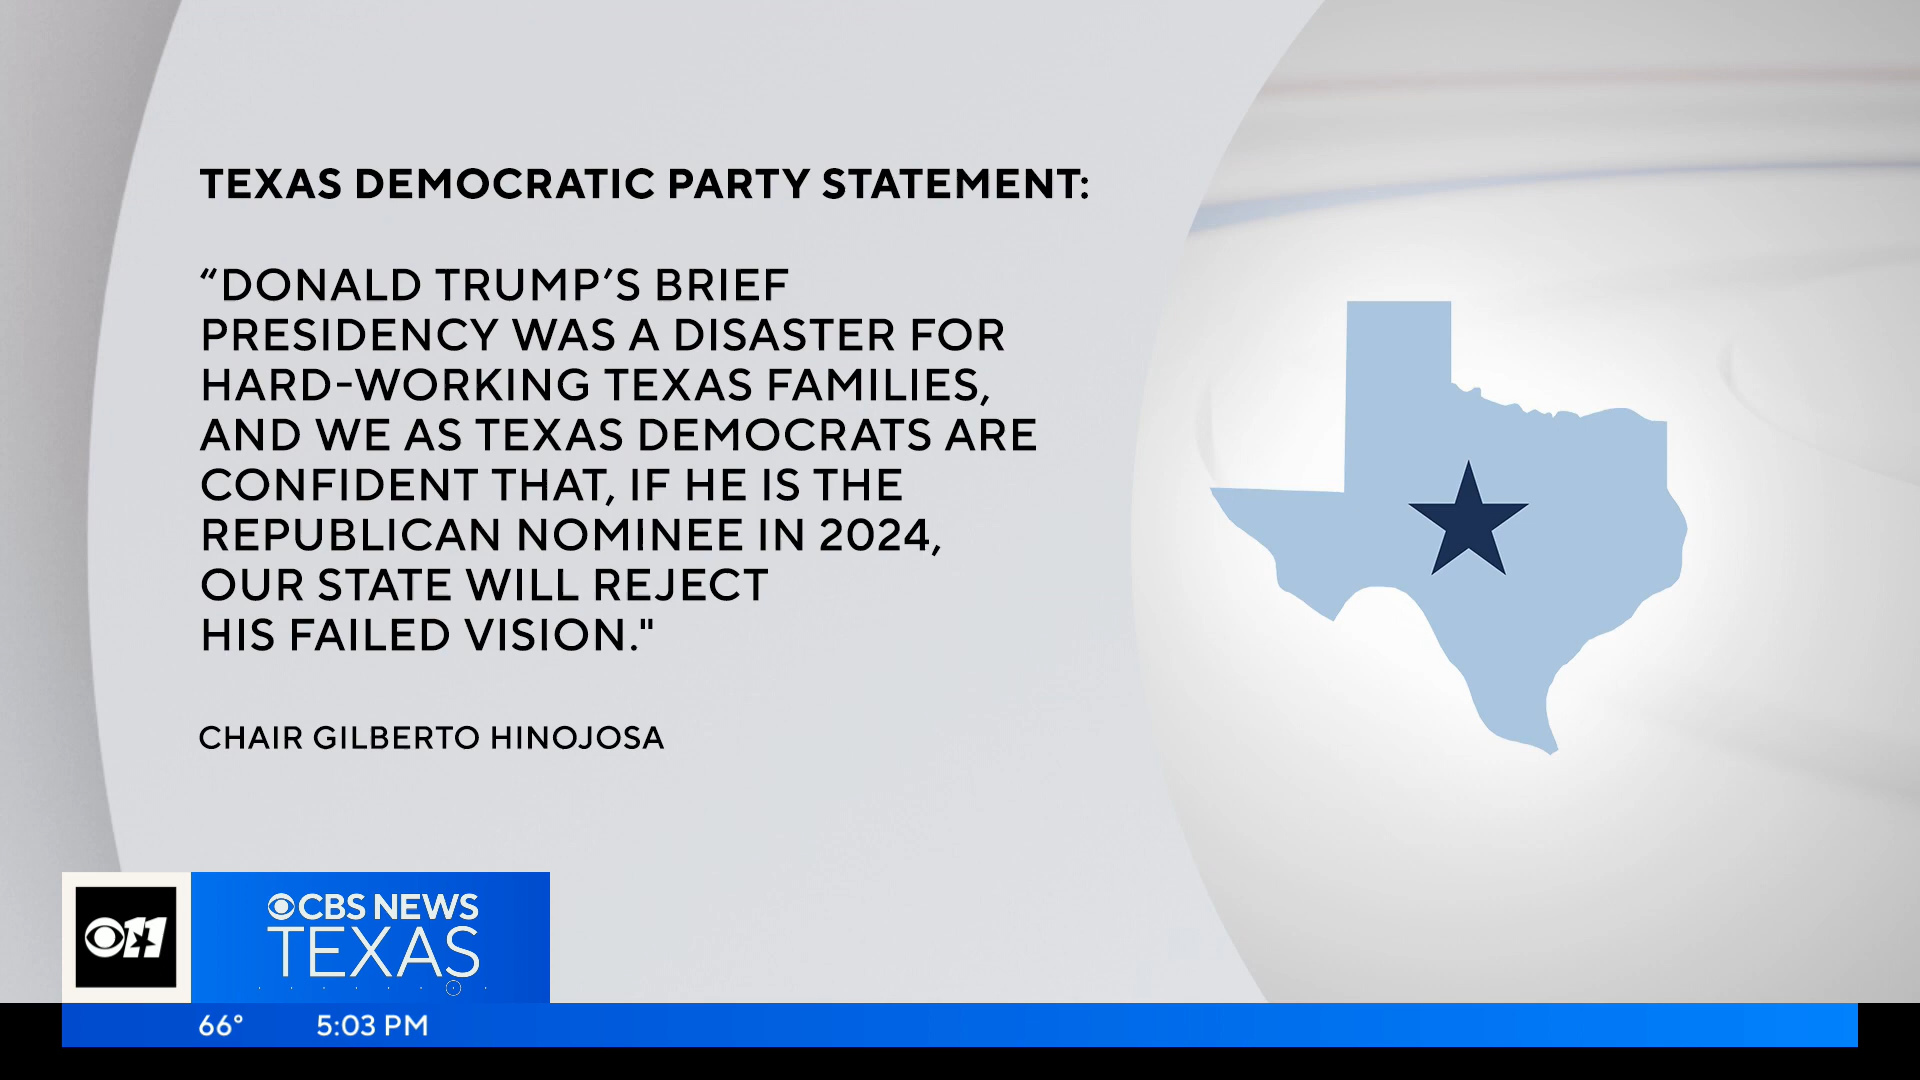 TEXAS DEMOCRATIC PARTY STATEMENT:
“DONALD TRUMP’S BRIEF
PRESIDENCY WAS A DISASTER FOR
HARD-WORKING TEXAS FAMILIES,
AND WE AS TEXAS DEMOCRATS ARE
CONFIDENT THAT, IF HE IS THE
REPUBLICAN NOMINEE IN 2024,
OUR STATE WILL REJECT
HIS FAILED VISION."
CHAIR GILBERTO HINOJOSA
11
CBS NEWS
TEXAS
66° 5:03 PM